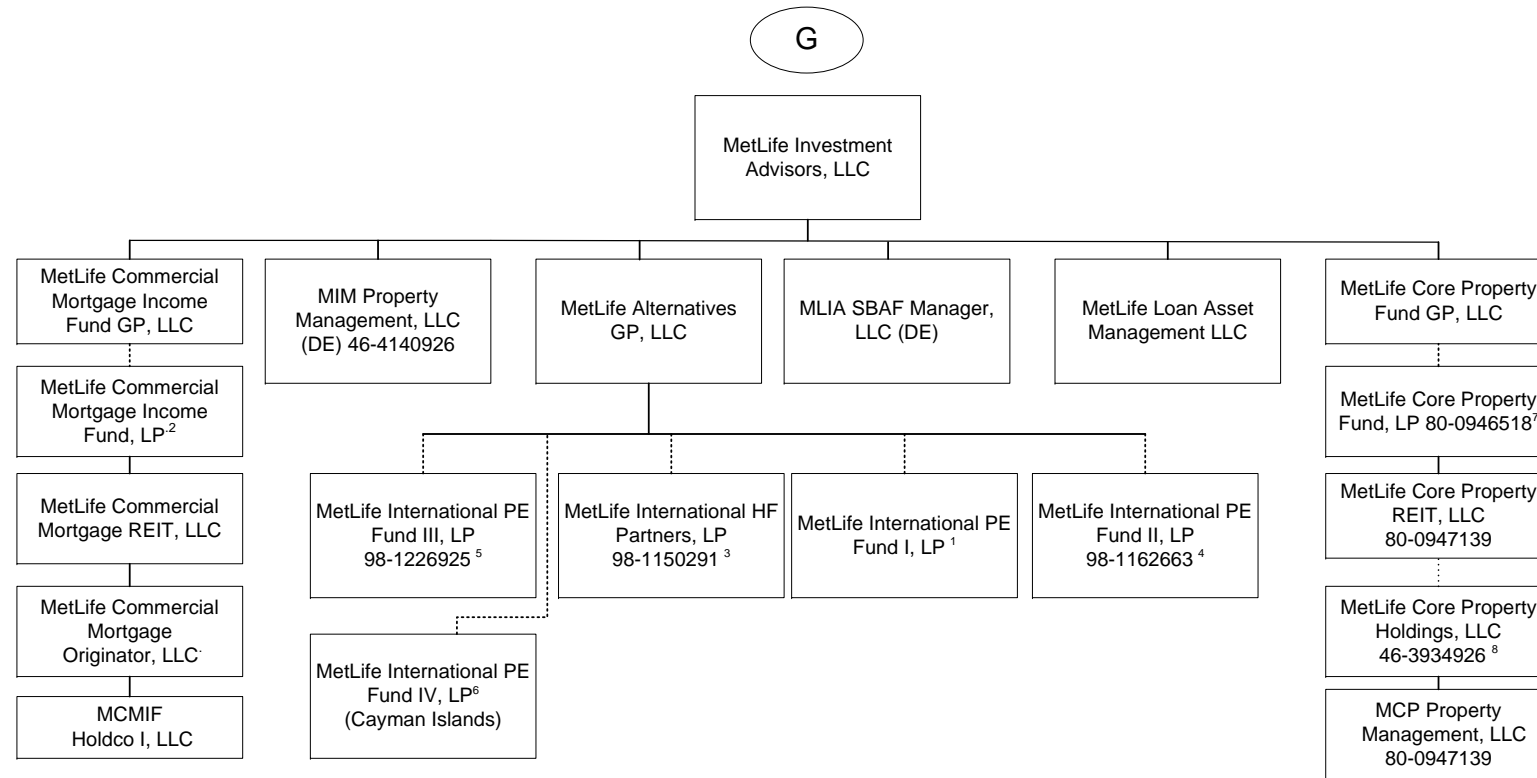 G
MetLife Investment
Advisors, LLC
MetLife Commercial
Mortgage Income
Fund GP, LLC
MIM Property
Management, LLC
(DE) 46-4140926
MetLife Alternatives
GP, LLC
MLIA SBAF Manager,
LLC (DE)
MetLife Loan Asset
Management LLC
MetLife Core Property
Fund GP, LLC
MetLife Commercial
Mortgage Income
Fund, LP.2
MetLife Core Property
Fund, LP 80-0946518 7
MetLife Commercial
Mortgage REIT, LLC
MetLife International PE
Fund III, LP
98-1226925 5
MetLife International HF
Partners, LP
98-1150291 3
MetLife International PE
Fund I, LP 1
MetLife International PE
Fund II, LP
98-1162663 4
MetLife Core Property
REIT, LLC
80-0947139
MetLife Commercial
Mortgage
Originator, LLC.
MetLife International PE
Fund IV, LP6
(Cayman Islands)
MetLife Core Property
Holdings, LLC
46-3934926 8
MCMIF
Holdco I, LLC
MCP Property
Management, LLC
80-0947139